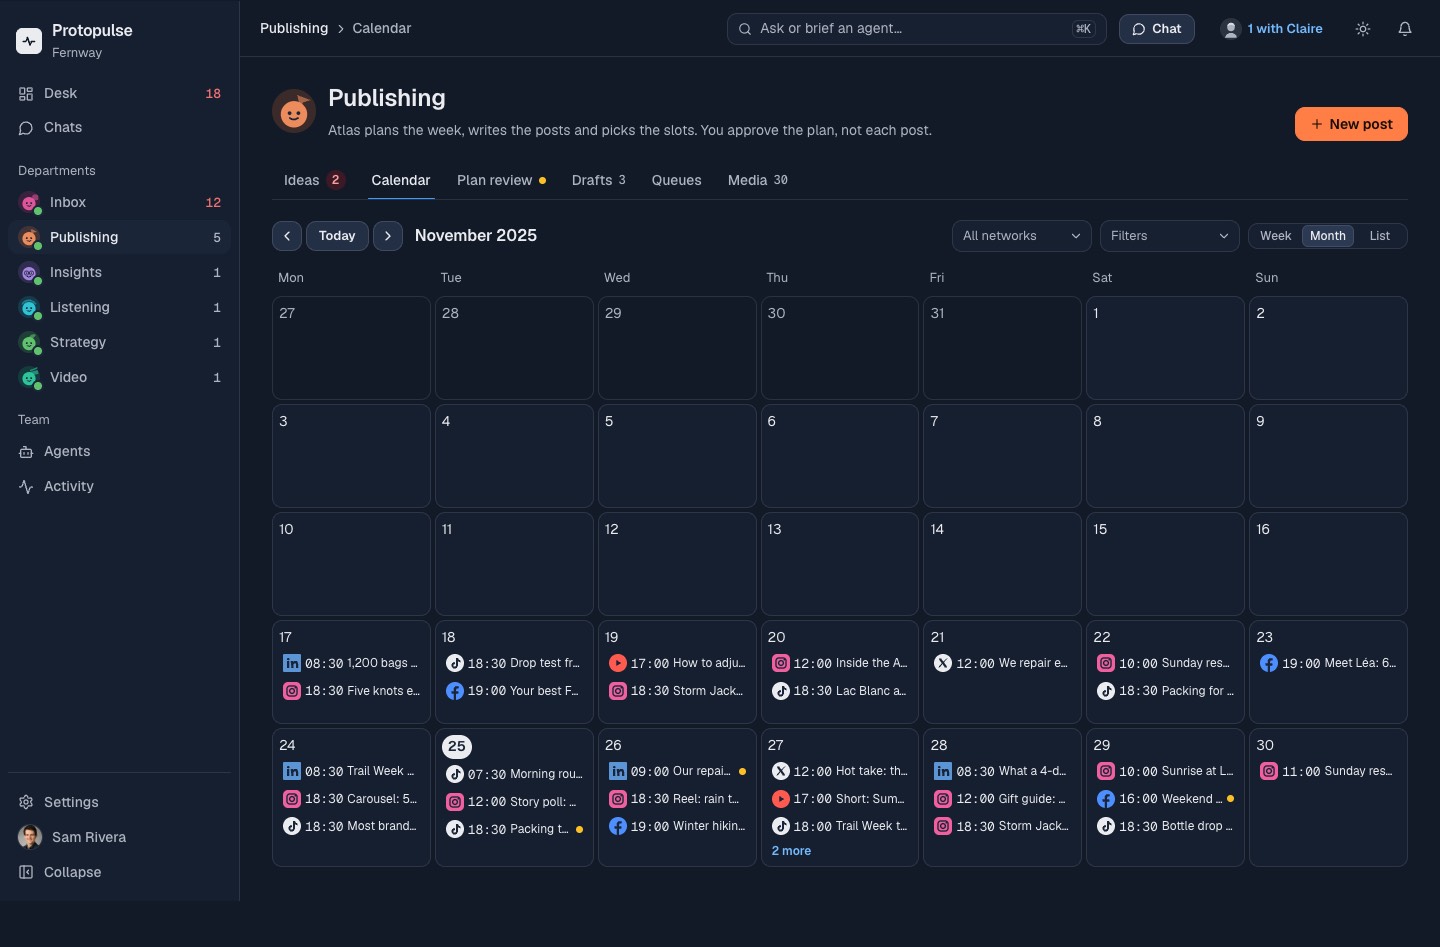 Protopulse
Fernway
Desk 18
Chats
Departments
Inbox 12
Publishing 5
Insights 1
Listening 1
Strategy 1
Video 1
Team
Agents
Activity
Settings
Sam Rivera
Collapse
Publishing > Calendar
Ask or brief an agent… ⌘K
Chat
1 with Claire
Publishing
Atlas plans the week, writes the posts and picks the slots. You approve the plan, not each post.
+ New post
Ideas 2 Calendar Plan review Drafts 3 Queues Media 30
Today November 2025
All networks Filters Week Month List
Mon Tue Wed Thu Fri Sat Sun
27 28 29 30 31 1 2
3 4 5 6 7 8 9
10 11 12 13 14 15 16
17
08:30 1,200 bags …
18:30 Five knots e…
18
18:30 Drop test fr…
19:00 Your best F…
19
17:00 How to adju…
18:30 Storm Jack…
20
12:00 Inside the A…
18:30 Lac Blanc a…
21
12:00 We repair e…
22
10:00 Sunday res…
18:30 Packing for …
23
19:00 Meet Léa: 6…
24
08:30 Trail Week …
18:30 Carousel: 5…
18:30 Most brand…
25
07:30 Morning rou…
12:00 Story poll: …
18:30 Packing t…
26
09:00 Our repai…
18:30 Reel: rain t…
19:00 Winter hikin…
27
12:00 Hot take: th…
17:00 Short: Sum…
18:00 Trail Week t…
2 more
28
08:30 What a 4-d…
12:00 Gift guide: …
18:30 Storm Jack…
29
10:00 Sunrise at L…
16:00 Weekend …
18:30 Bottle drop …
30
11:00 Sunday res…